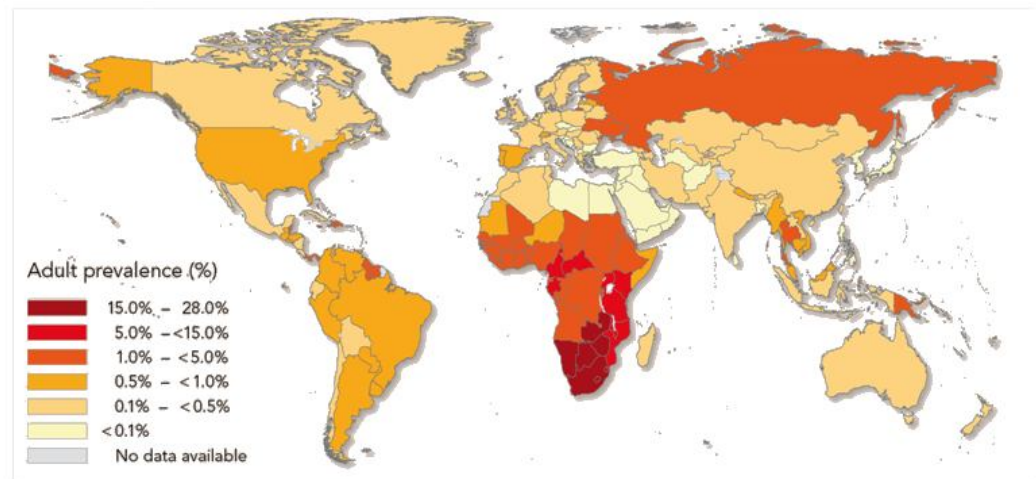 Adult prevalence (%)
15.0% – 28.0%
5.0% – <15.0%
1.0% – <5.0%
0.5% – <1.0%
0.1% – <0.5%
<0.1%
No data available